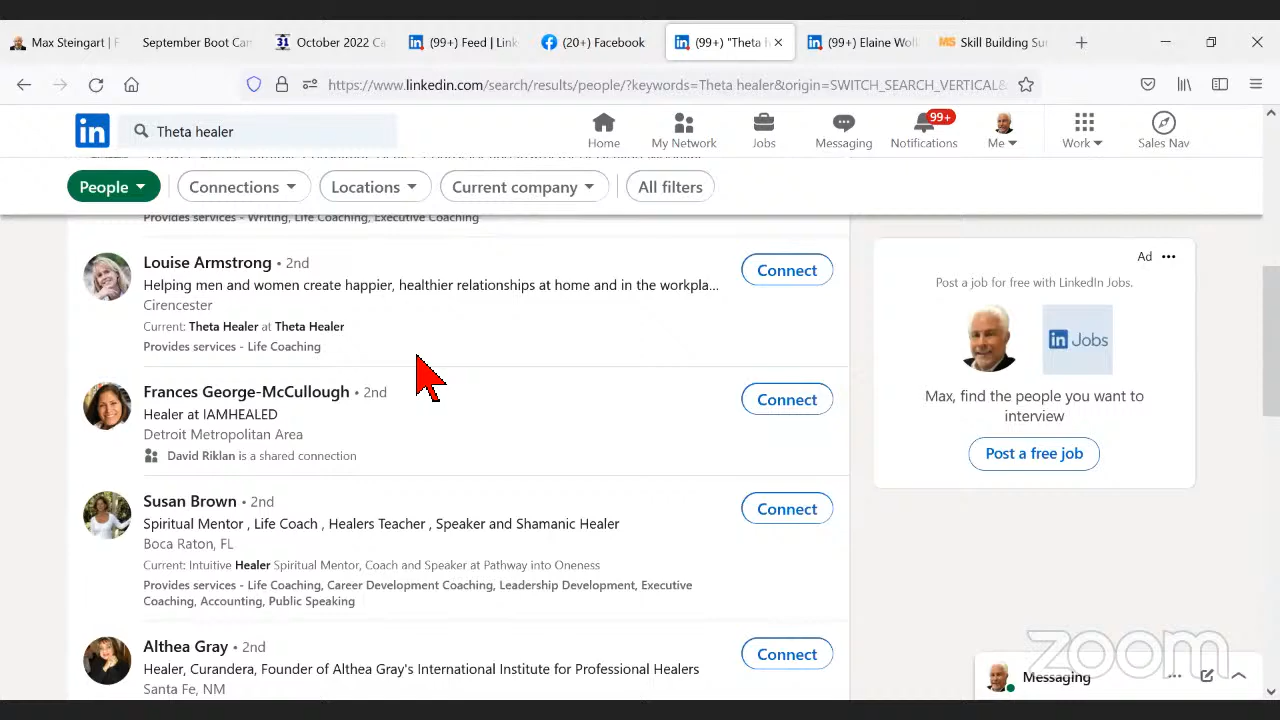 Max Steingart | F
September Boot Can
31 October 2022 Ca
(99+) Feed | Link
(20+) Facebook
(99+) "Theta h
(99+) Elaine Wol
MS Skill Building Su
https://www.linkedin.com/search/results/people/?keywords=Theta healer&origin=SWITCH_SEARCH_VERTICAL&
in
Theta healer
99+
Home
My Network
Jobs
Messaging
Notifications
Me
Work
Sales Nav
People
Connections
Locations
Current company
All filters
Provides services - Writing, Life Coaching, Executive Coaching
Louise Armstrong • 2nd
Connect
Helping men and women create happier, healthier relationships at home and in the workpla...
Cirencester
Current: Theta Healer at Theta Healer
Provides services - Life Coaching
Frances George-McCullough • 2nd
Connect
Healer at IAMHEALED
Detroit Metropolitan Area
David Riklan is a shared connection
Susan Brown • 2nd
Connect
Spiritual Mentor , Life Coach , Healers Teacher , Speaker and Shamanic Healer
Boca Raton, FL
Current: Intuitive Healer Spiritual Mentor, Coach and Speaker at Pathway into Oneness
Provides services - Life Coaching, Career Development Coaching, Leadership Development, Executive
Coaching, Accounting, Public Speaking
Althea Gray • 2nd
Connect
Healer, Curandera, Founder of Althea Gray's International Institute for Professional Healers
Santa Fe, NM
Ad •••
Post a job for free with LinkedIn Jobs.
in Jobs
Max, find the people you want to
interview
Post a free job
zoom
Messaging